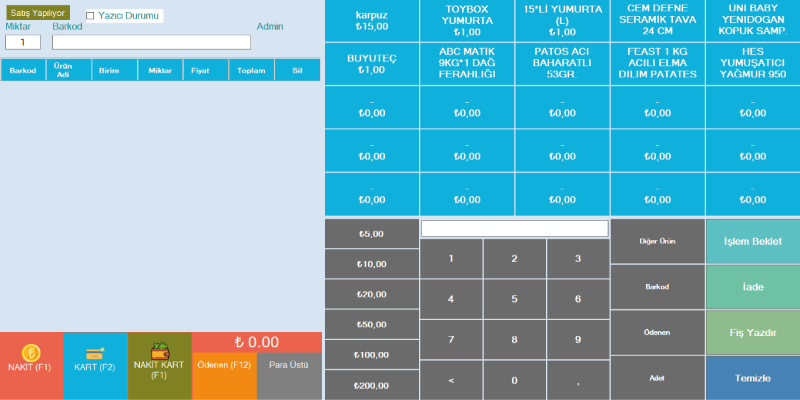 Satış Yapılıyor
Yazıcı Durumu
Miktar
Barkod
Admin
1
Barkod
Ürün
Adi
Birim
Miktar
Fiyat
Toplam
Sil
NAKİT (F1)
KART (F2)
NAKİT KART
(F1)
₺ 0.00
Ödenen (F12)
Para Üstü
karpuz
₺15,00
TOYBOX
YUMURTA
₺1,00
15*LI YUMURTA
(L)
₺1,00
CEM DEFNE
SERAMIK TAVA
24 CM
UNI BABY
YENIDOGAN
KOPUK SAMP.
BUYUTEÇ
₺1,00
ABC MATIK
9KG*1 DAĞ
FERAHLIĞI
PATOS ACI
BAHARATLI
53GR.
FEAST 1 KG
ACILI ELMA
DILIM PATATES
HES
YUMUŞATICI
YAĞMUR 950
-
₺0,00
-
₺0,00
-
₺0,00
-
₺0,00
-
₺0,00
-
₺0,00
-
₺0,00
-
₺0,00
-
₺0,00
-
₺0,00
-
₺0,00
-
₺0,00
-
₺0,00
-
₺0,00
-
₺0,00
₺5,00
₺10,00
₺20,00
₺50,00
₺100,00
₺200,00
1
2
3
4
5
6
7
8
9
<
0
,
Diğer Ürün
Barkod
Ödenen
Adet
İşlem Beklet
İade
Fiş Yazdır
Temizle